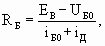 R_Б = (E_В − U_Б0) / (i_Б0 + i_Д),